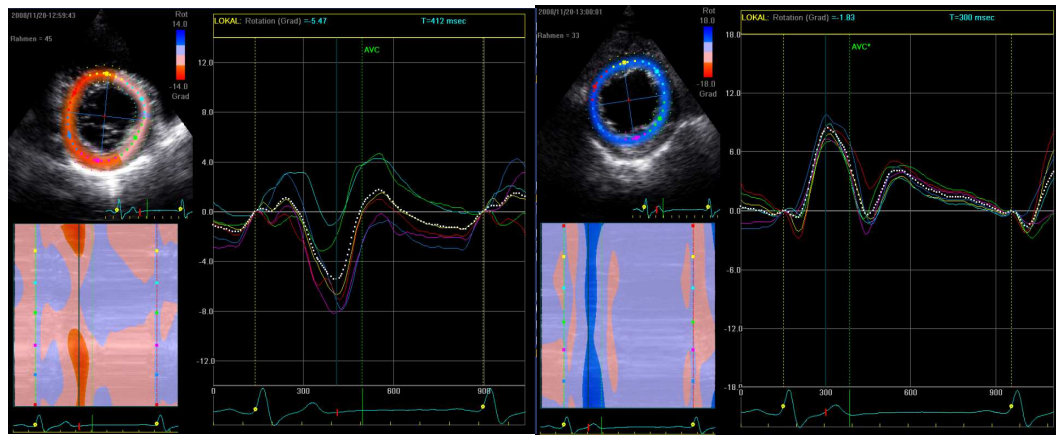 2008/11/20-12:59:43
Rot
14.0
Rahmen = 45
-14.0
Grad
LOKAL: Rotation (Grad) =-5.47 T=412 msec
AVC
12.0
8.0
4.0
0.0
-4.0
-8.0
-12.0
0
300
600
900
2008/11/20-13:00:01
Rot
18.0
Rahmen = 33
-18.0
Grad
LOKAL: Rotation (Grad) =-1.83 T=300 msec
AVC*
18.0
12.0
6.0
0.0
-6.0
-12.0
-18.0
0
300
600
900